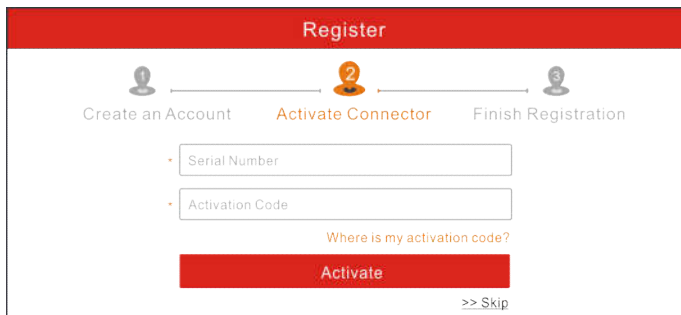 Register
1 2 3
Create an Account Activate Connector Finish Registration
* Serial Number
* Activation Code
Where is my activation code?
Activate
>> Skip